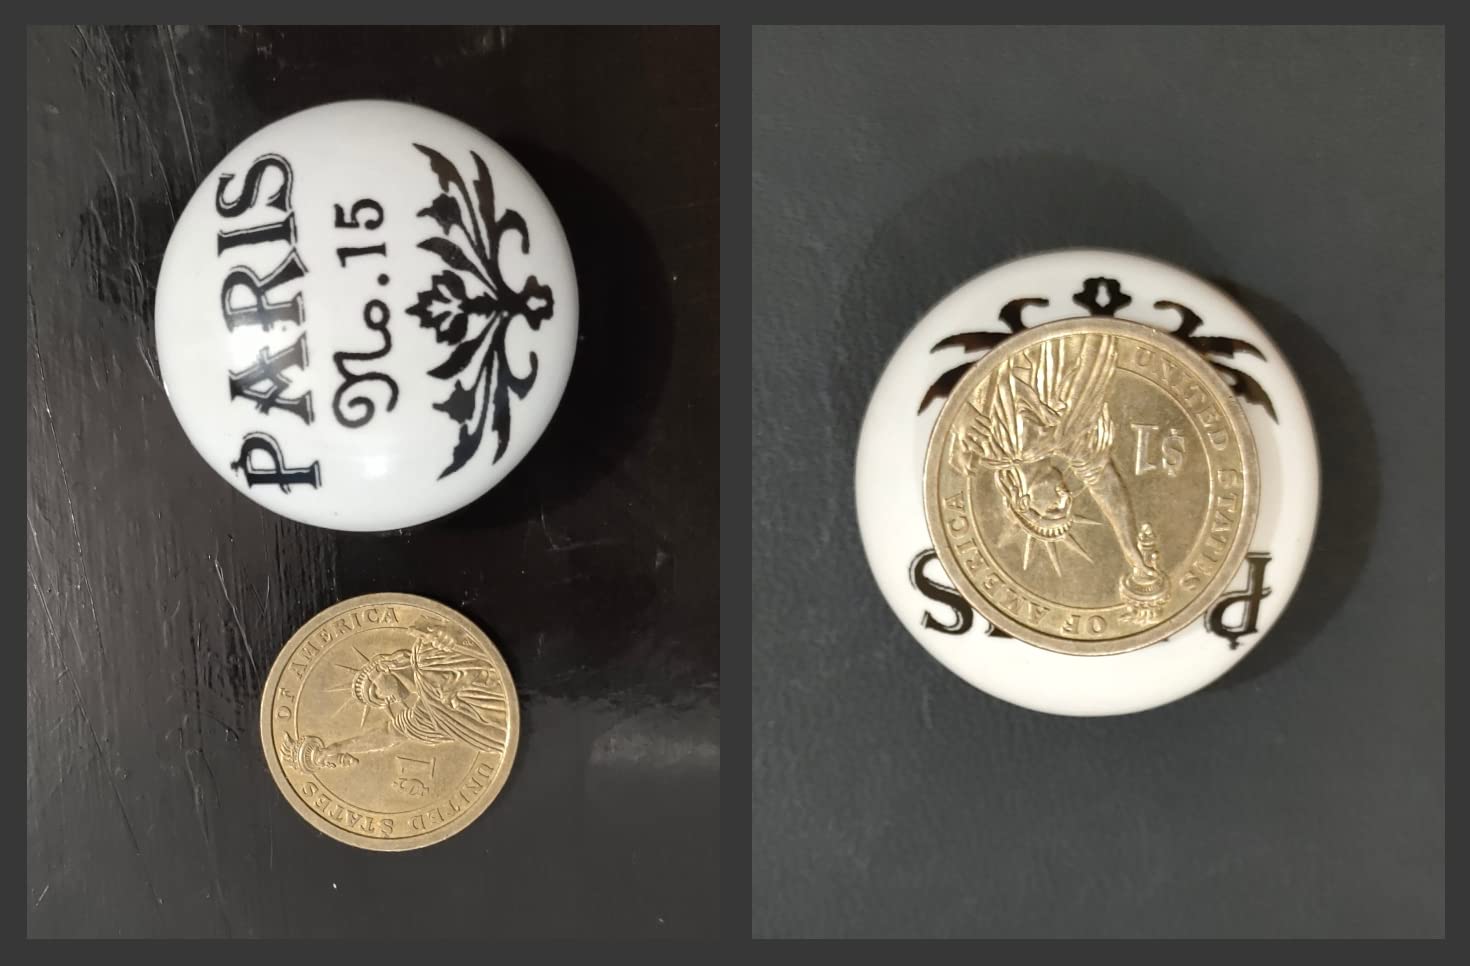 PARIS
No.15
UNITED STATES OF AMERICA
$1
UNITED STATES OF AMERICA
$1
P
S